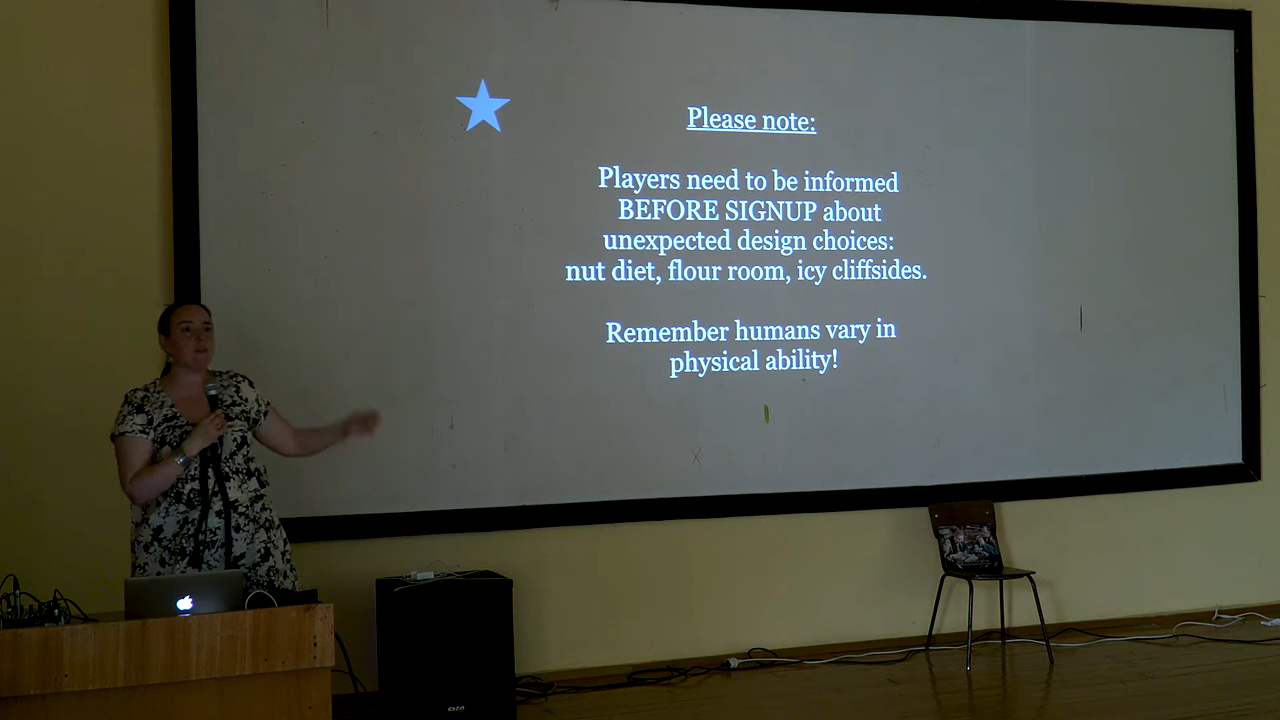 Please note:
Players need to be informed
BEFORE SIGNUP about
unexpected design choices:
nut diet, flour room, icy cliffsides.
Remember humans vary in
physical ability!